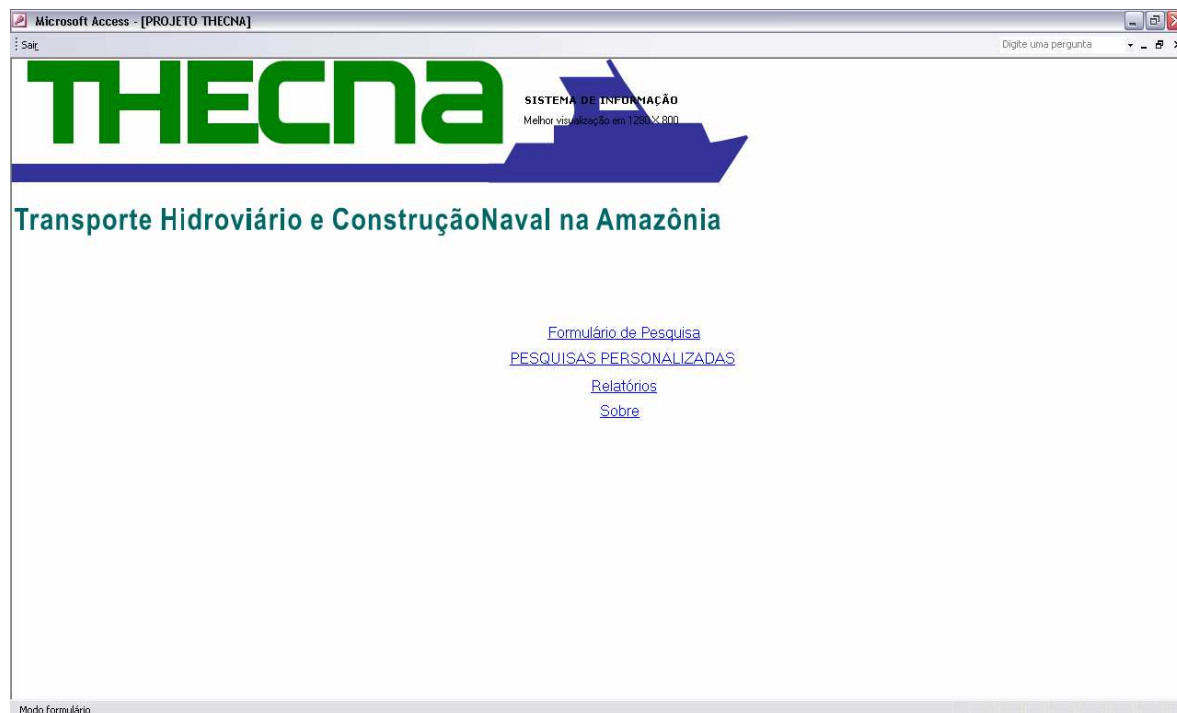 Microsoft Access - [PROJETO THECNA]
Sair
Digite uma pergunta
THECNA
SISTEMA DE INFORMAÇÃO
Melhor visualização em 1280 X 800
Transporte Hidroviário e ConstruçãoNaval na Amazônia
Formulário de Pesquisa
PESQUISAS PERSONALIZADAS
Relatórios
Sobre
Modo formulário